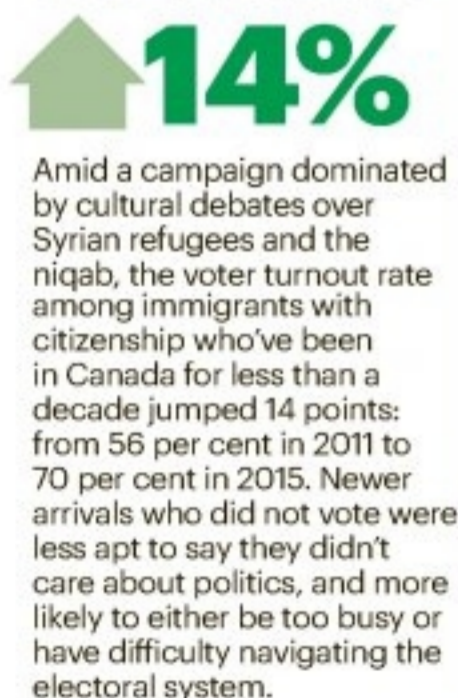 14%
Amid a campaign dominated
by cultural debates over
Syrian refugees and the
niqab, the voter turnout rate
among immigrants with
citizenship who've been
in Canada for less than a
decade jumped 14 points:
from 56 per cent in 2011 to
70 per cent in 2015. Newer
arrivals who did not vote were
less apt to say they didn't
care about politics, and more
likely to either be too busy or
have difficulty navigating the
electoral system.